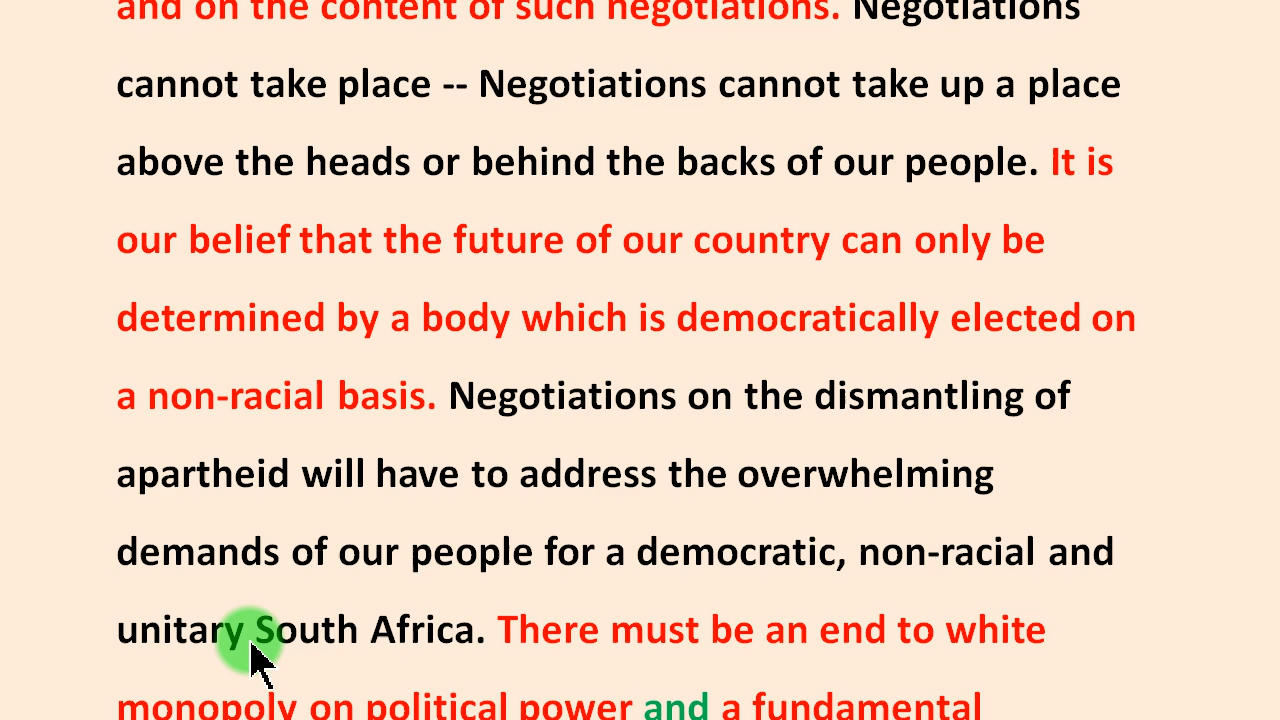 and on the content of such negotiations. Negotiations
cannot take place -- Negotiations cannot take up a place
above the heads or behind the backs of our people. It is
our belief that the future of our country can only be
determined by a body which is democratically elected on
a non-racial basis. Negotiations on the dismantling of
apartheid will have to address the overwhelming
demands of our people for a democratic, non-racial and
unitary South Africa. There must be an end to white
monopoly on political power and a fundamental